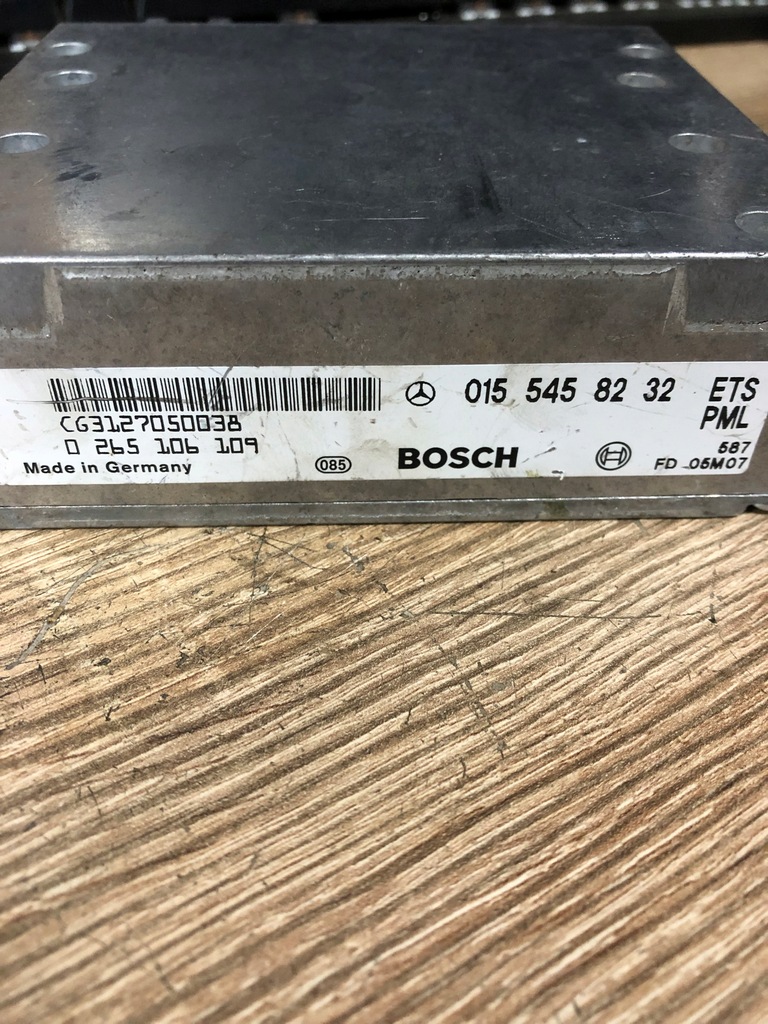 015 545 82 32 ETS
PML
CG3127050038
0 265 106 109
Made in Germany
085
BOSCH
587
FD 05M07